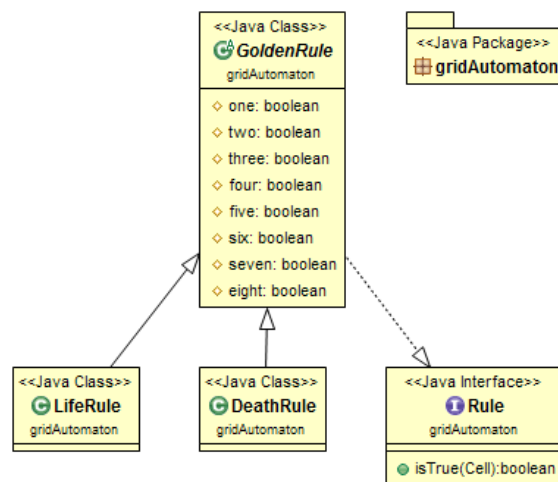 <<Java Class>>
GoldenRule
gridAutomaton
one: boolean
two: boolean
three: boolean
four: boolean
five: boolean
six: boolean
seven: boolean
eight: boolean
<<Java Package>>
gridAutomaton
<<Java Class>>
LifeRule
gridAutomaton
<<Java Class>>
DeathRule
gridAutomaton
<<Java Interface>>
Rule
gridAutomaton
isTrue(Cell):boolean